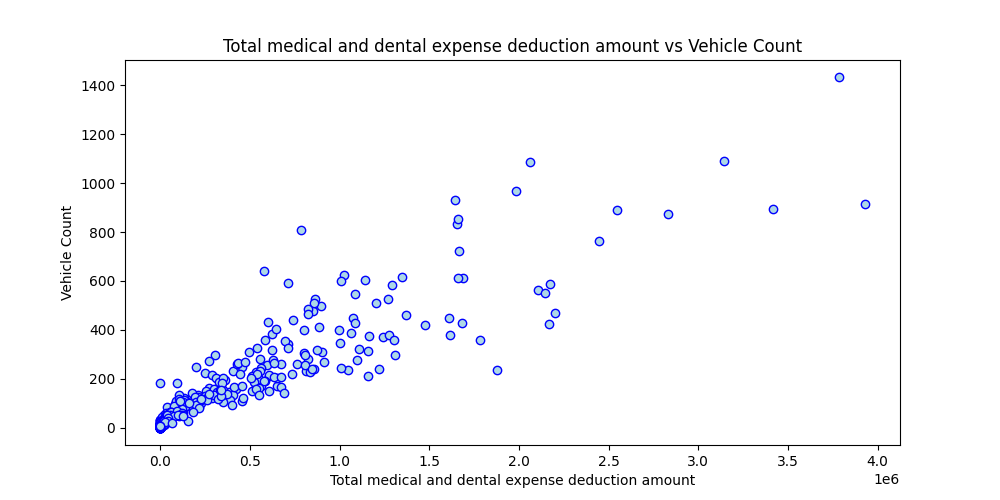 Total medical and dental expense deduction amount vs Vehicle Count
1400
1200
1000
800
600
400
200
0
Vehicle Count
0.0 0.5 1.0 1.5 2.0 2.5 3.0 3.5 4.0
1e6
Total medical and dental expense deduction amount